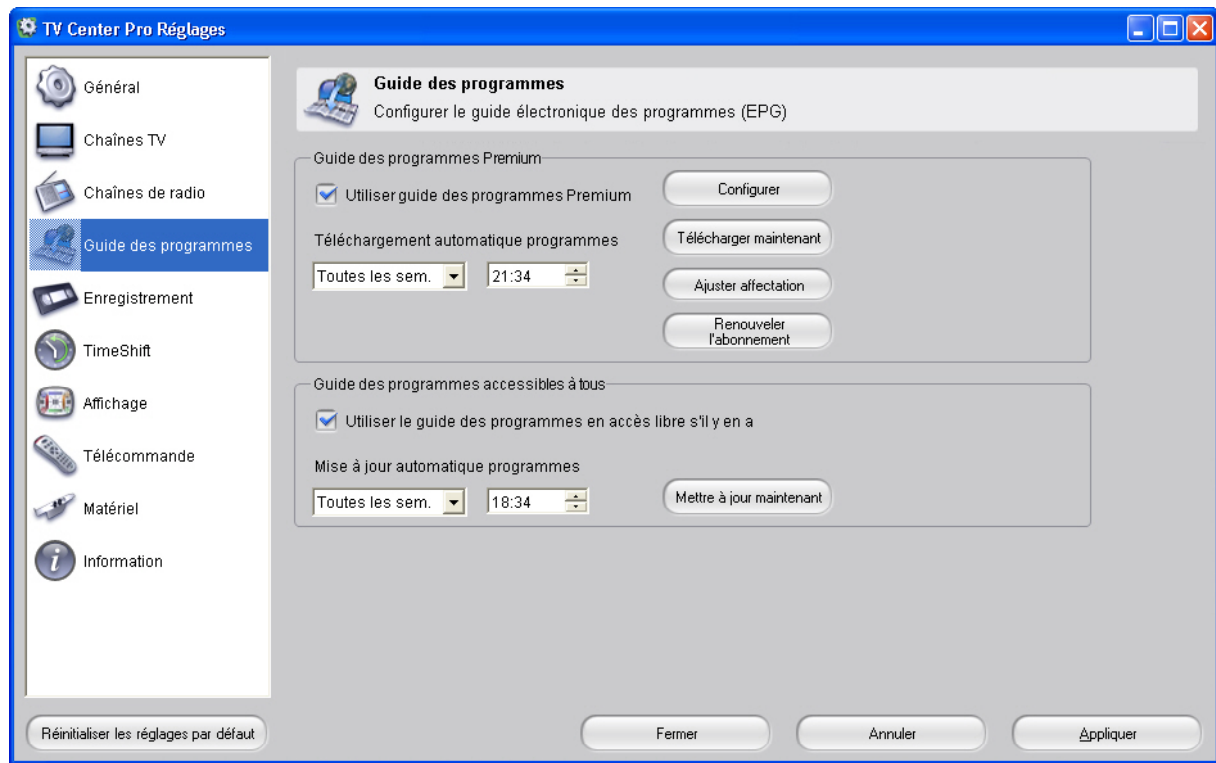 TV Center Pro Réglages
Général
Chaînes TV
Chaînes de radio
Guide des programmes
Enregistrement
TimeShift
Affichage
Télécommande
Matériel
Information
Guide des programmes
Configurer le guide électronique des programmes (EPG)
Guide des programmes Premium
Utiliser guide des programmes Premium
Configurer
Téléchargement automatique programmes
Télécharger maintenant
Toutes les sem.
21:34
Ajuster affectation
Renouveler
l'abonnement
Guide des programmes accessibles à tous
Utiliser le guide des programmes en accès libre s'il y en a
Mise à jour automatique programmes
Toutes les sem.
18:34
Mettre à jour maintenant
Réinitialiser les réglages par défaut
Fermer
Annuler
Appliquer